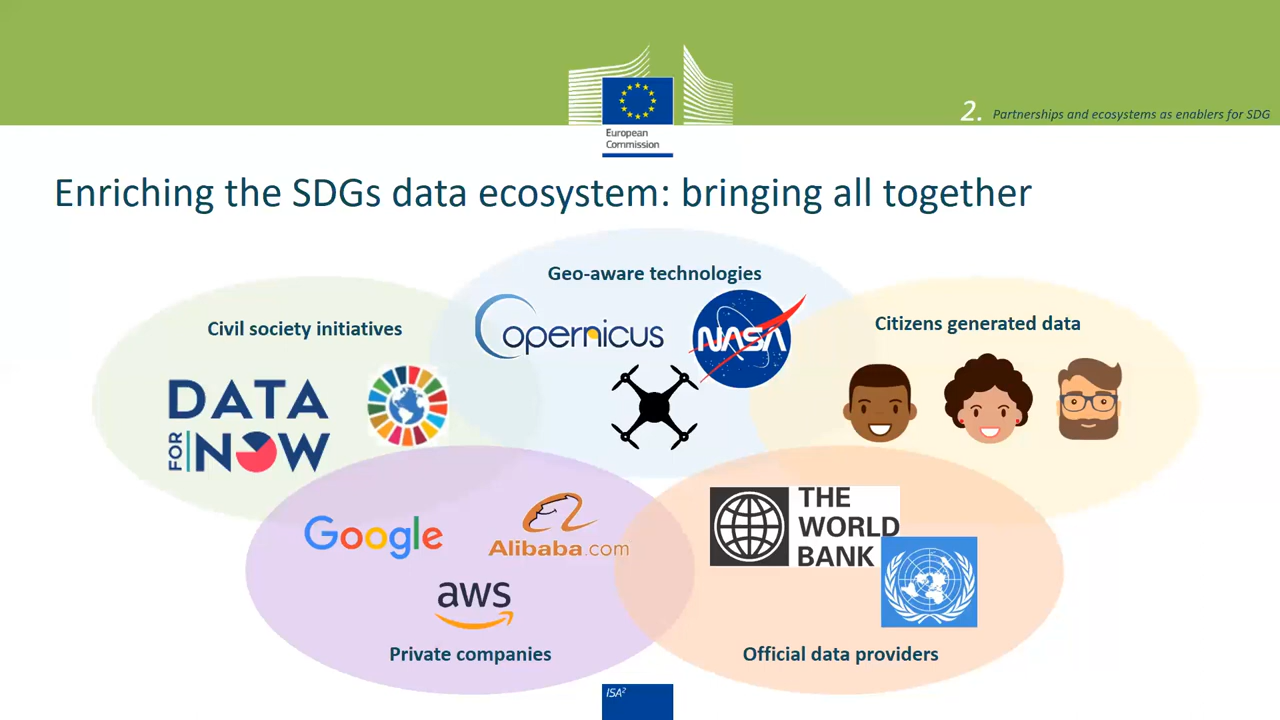 European
Commission
2. Partnerships and ecosystems as enablers for SDG
Enriching the SDGs data ecosystem: bringing all together
Geo-aware technologies
Copernicus
NASA
Civil society initiatives
DATA
FOR NOW
Citizens generated data
Google
Alibaba.com
aws
Private companies
THE
WORLD
BANK
Official data providers
ISA²